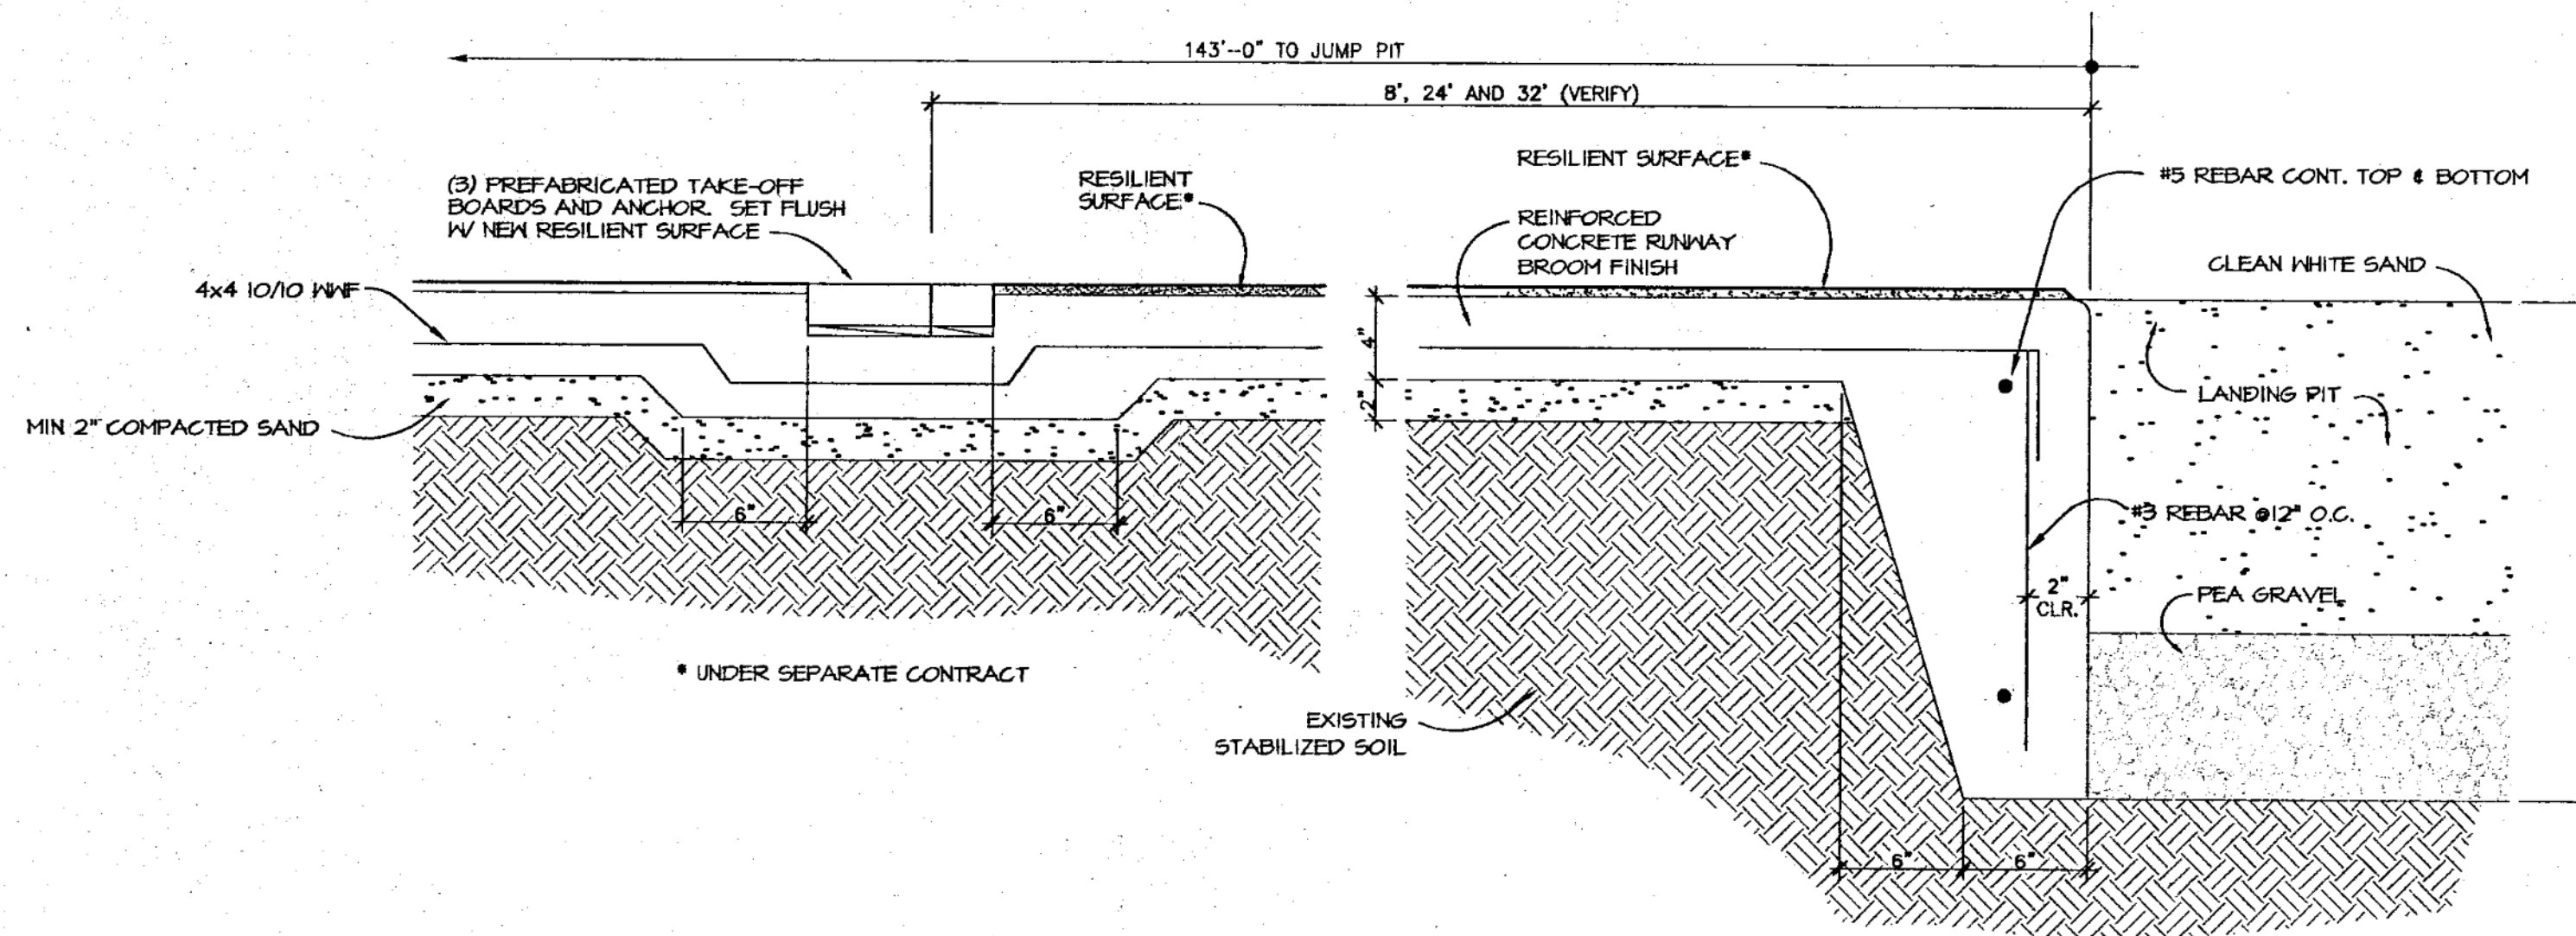 143'-0" TO JUMP PIT
8', 24' AND 32' (VERIFY)
(3) PREFABRICATED TAKE-OFF
BOARDS AND ANCHOR. SET FLUSH
W/ NEW RESILIENT SURFACE
RESILIENT
SURFACE*
RESILIENT SURFACE*
#5 REBAR CONT. TOP & BOTTOM
REINFORCED
CONCRETE RUNWAY
BROOM FINISH
CLEAN WHITE SAND
4x4 10/10 WWF
4"
2"
LANDING PIT
MIN 2" COMPACTED SAND
6"
6"
#3 REBAR @12" O.C.
2"
CLR.
PEA GRAVEL
* UNDER SEPARATE CONTRACT
EXISTING
STABILIZED SOIL
6"
6"